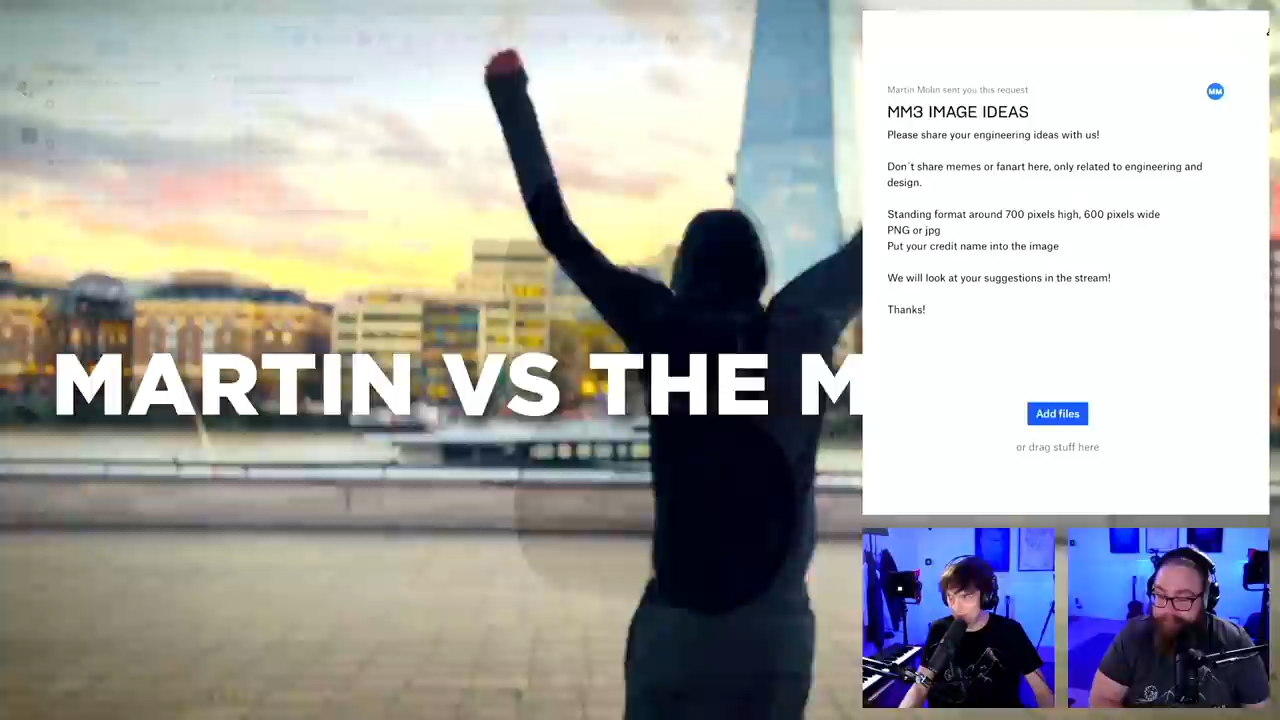 Martin Molin sent you this request
MM
MM3 IMAGE IDEAS
Please share your engineering ideas with us!
Don´t share memes or fanart here, only related to engineering and
design.
Standing format around 700 pixels high, 600 pixels wide
PNG or jpg
Put your credit name into the image
We will look at your suggestions in the stream!
Thanks!
MARTIN VS THE M
Add files
or drag stuff here